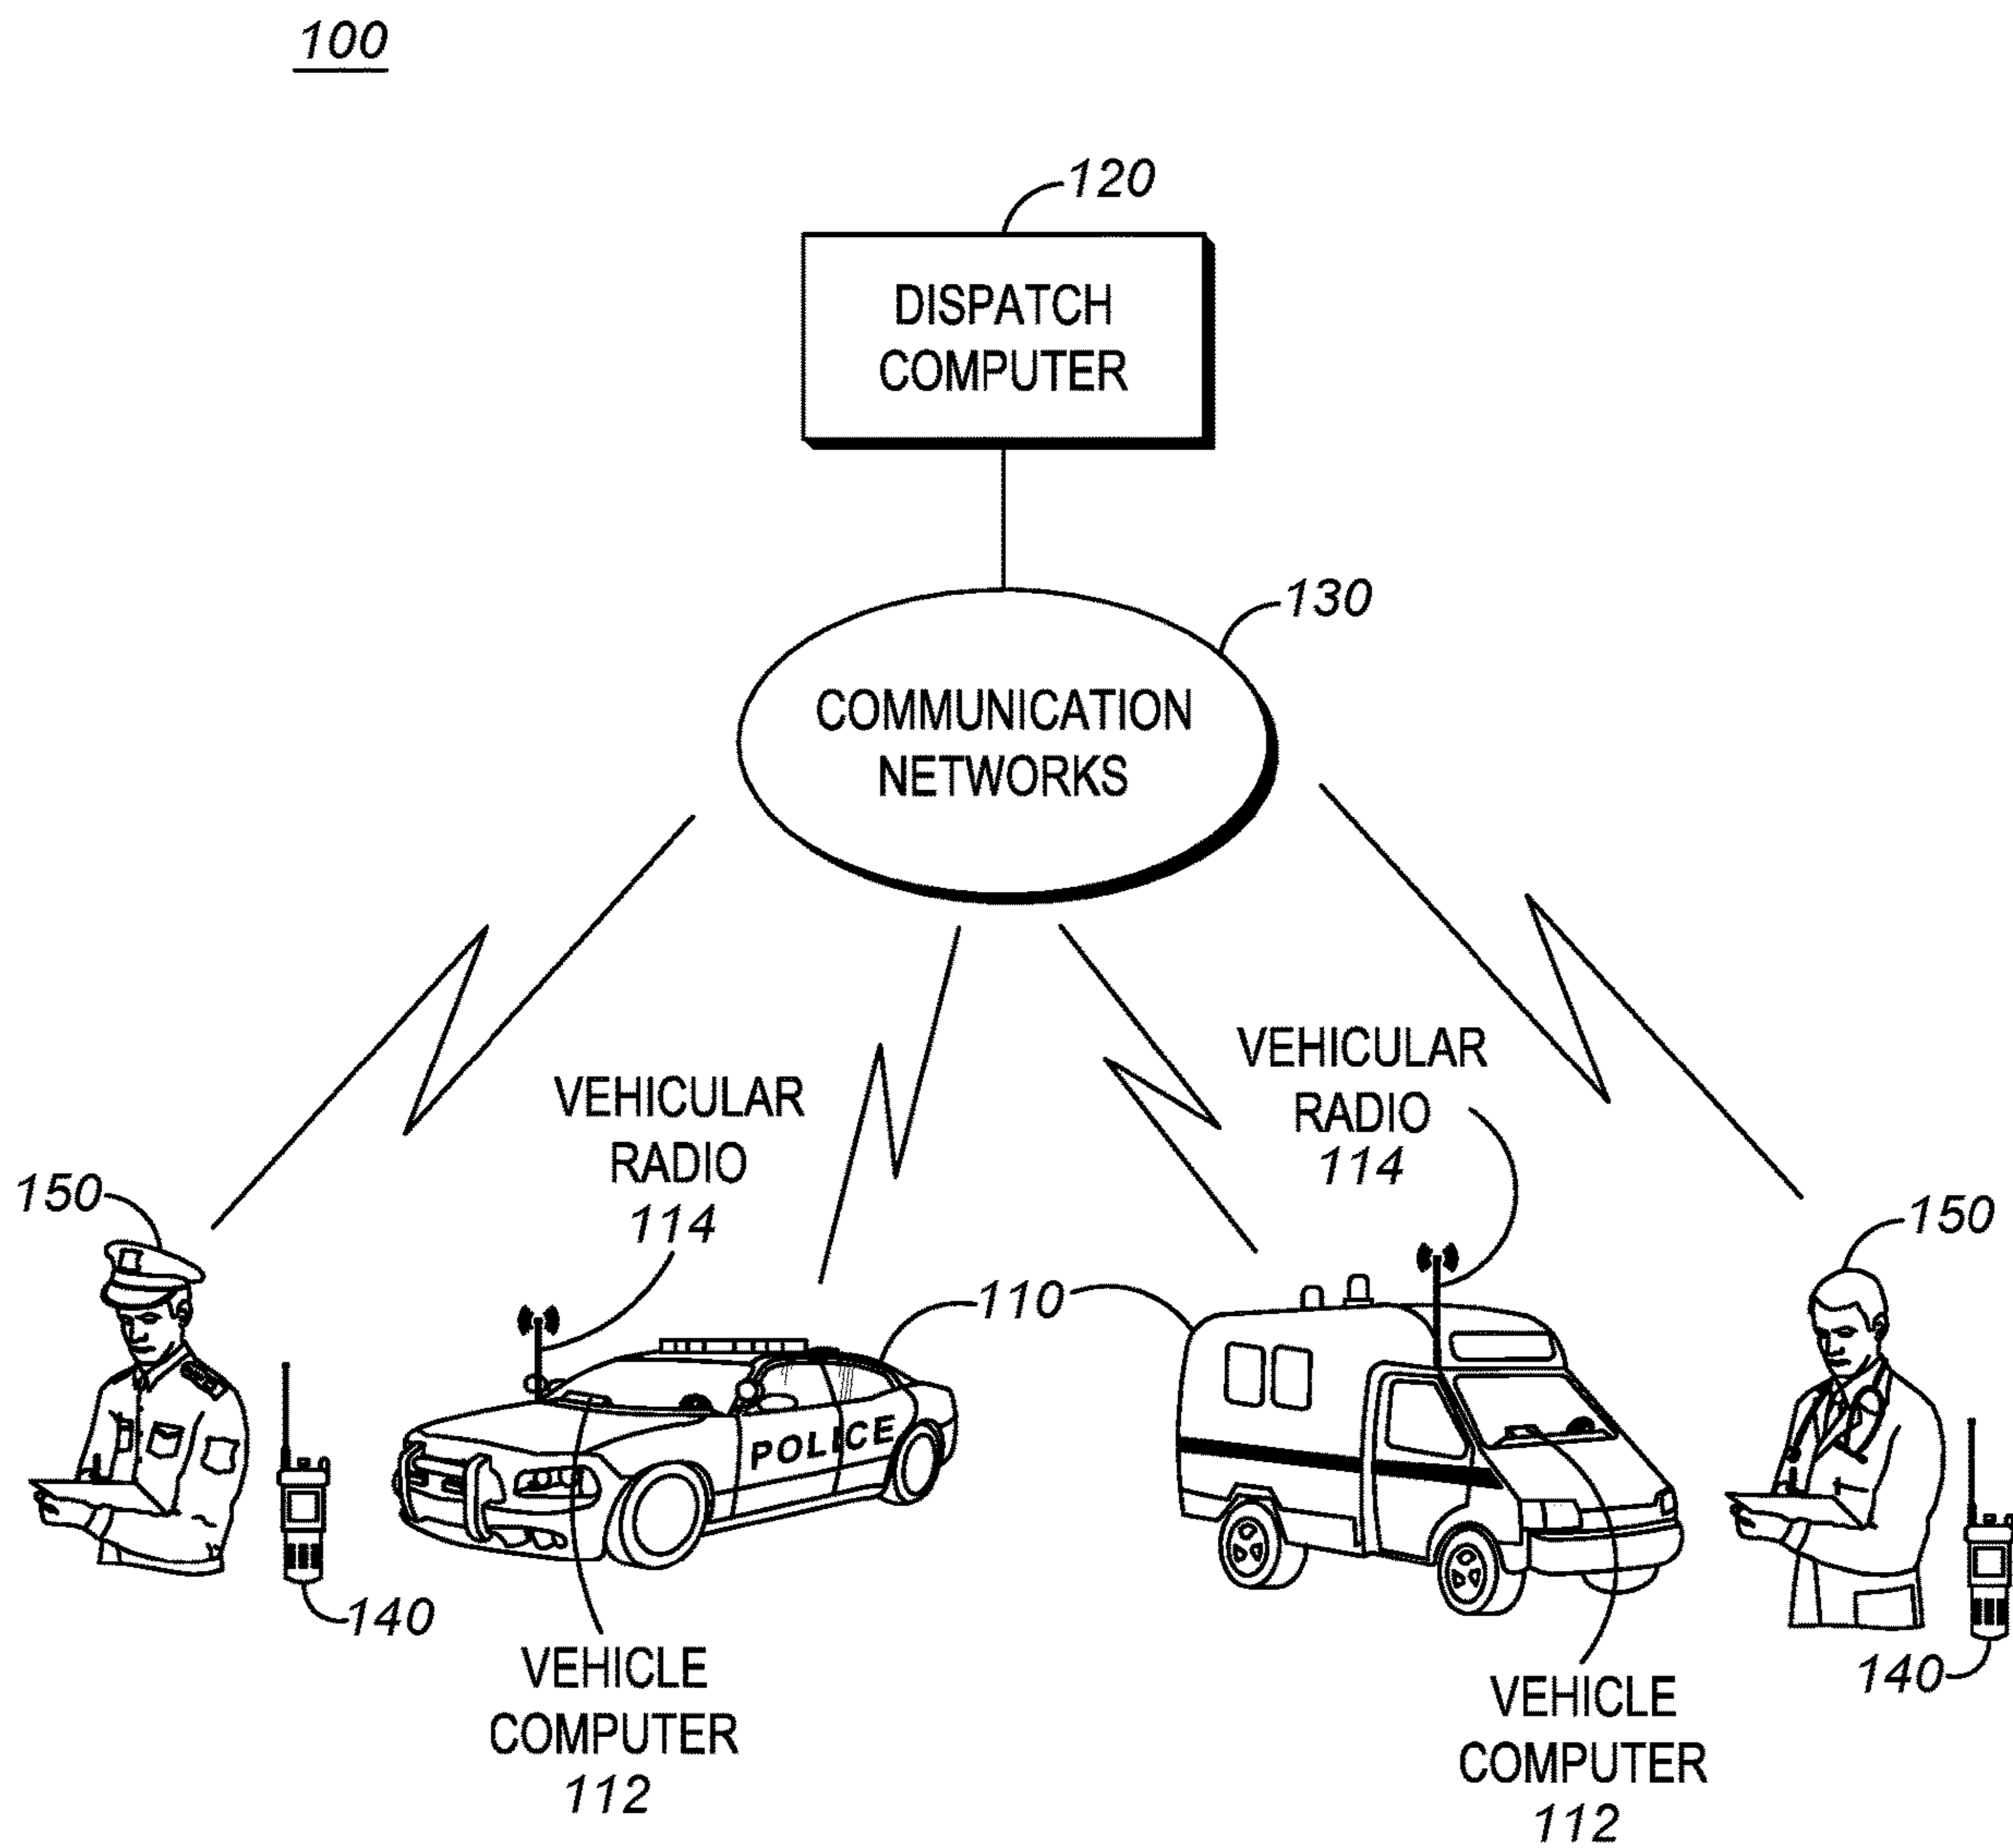 100
120
DISPATCH
COMPUTER
130
COMMUNICATION
NETWORKS
VEHICULAR
RADIO
114
VEHICULAR
RADIO
114
150
150
110
POLICE
140
140
VEHICLE
COMPUTER
112
VEHICLE
COMPUTER
112